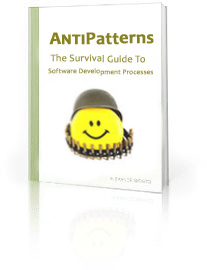 ANTIPatterns
The Survival Guide To
Software Development Processes